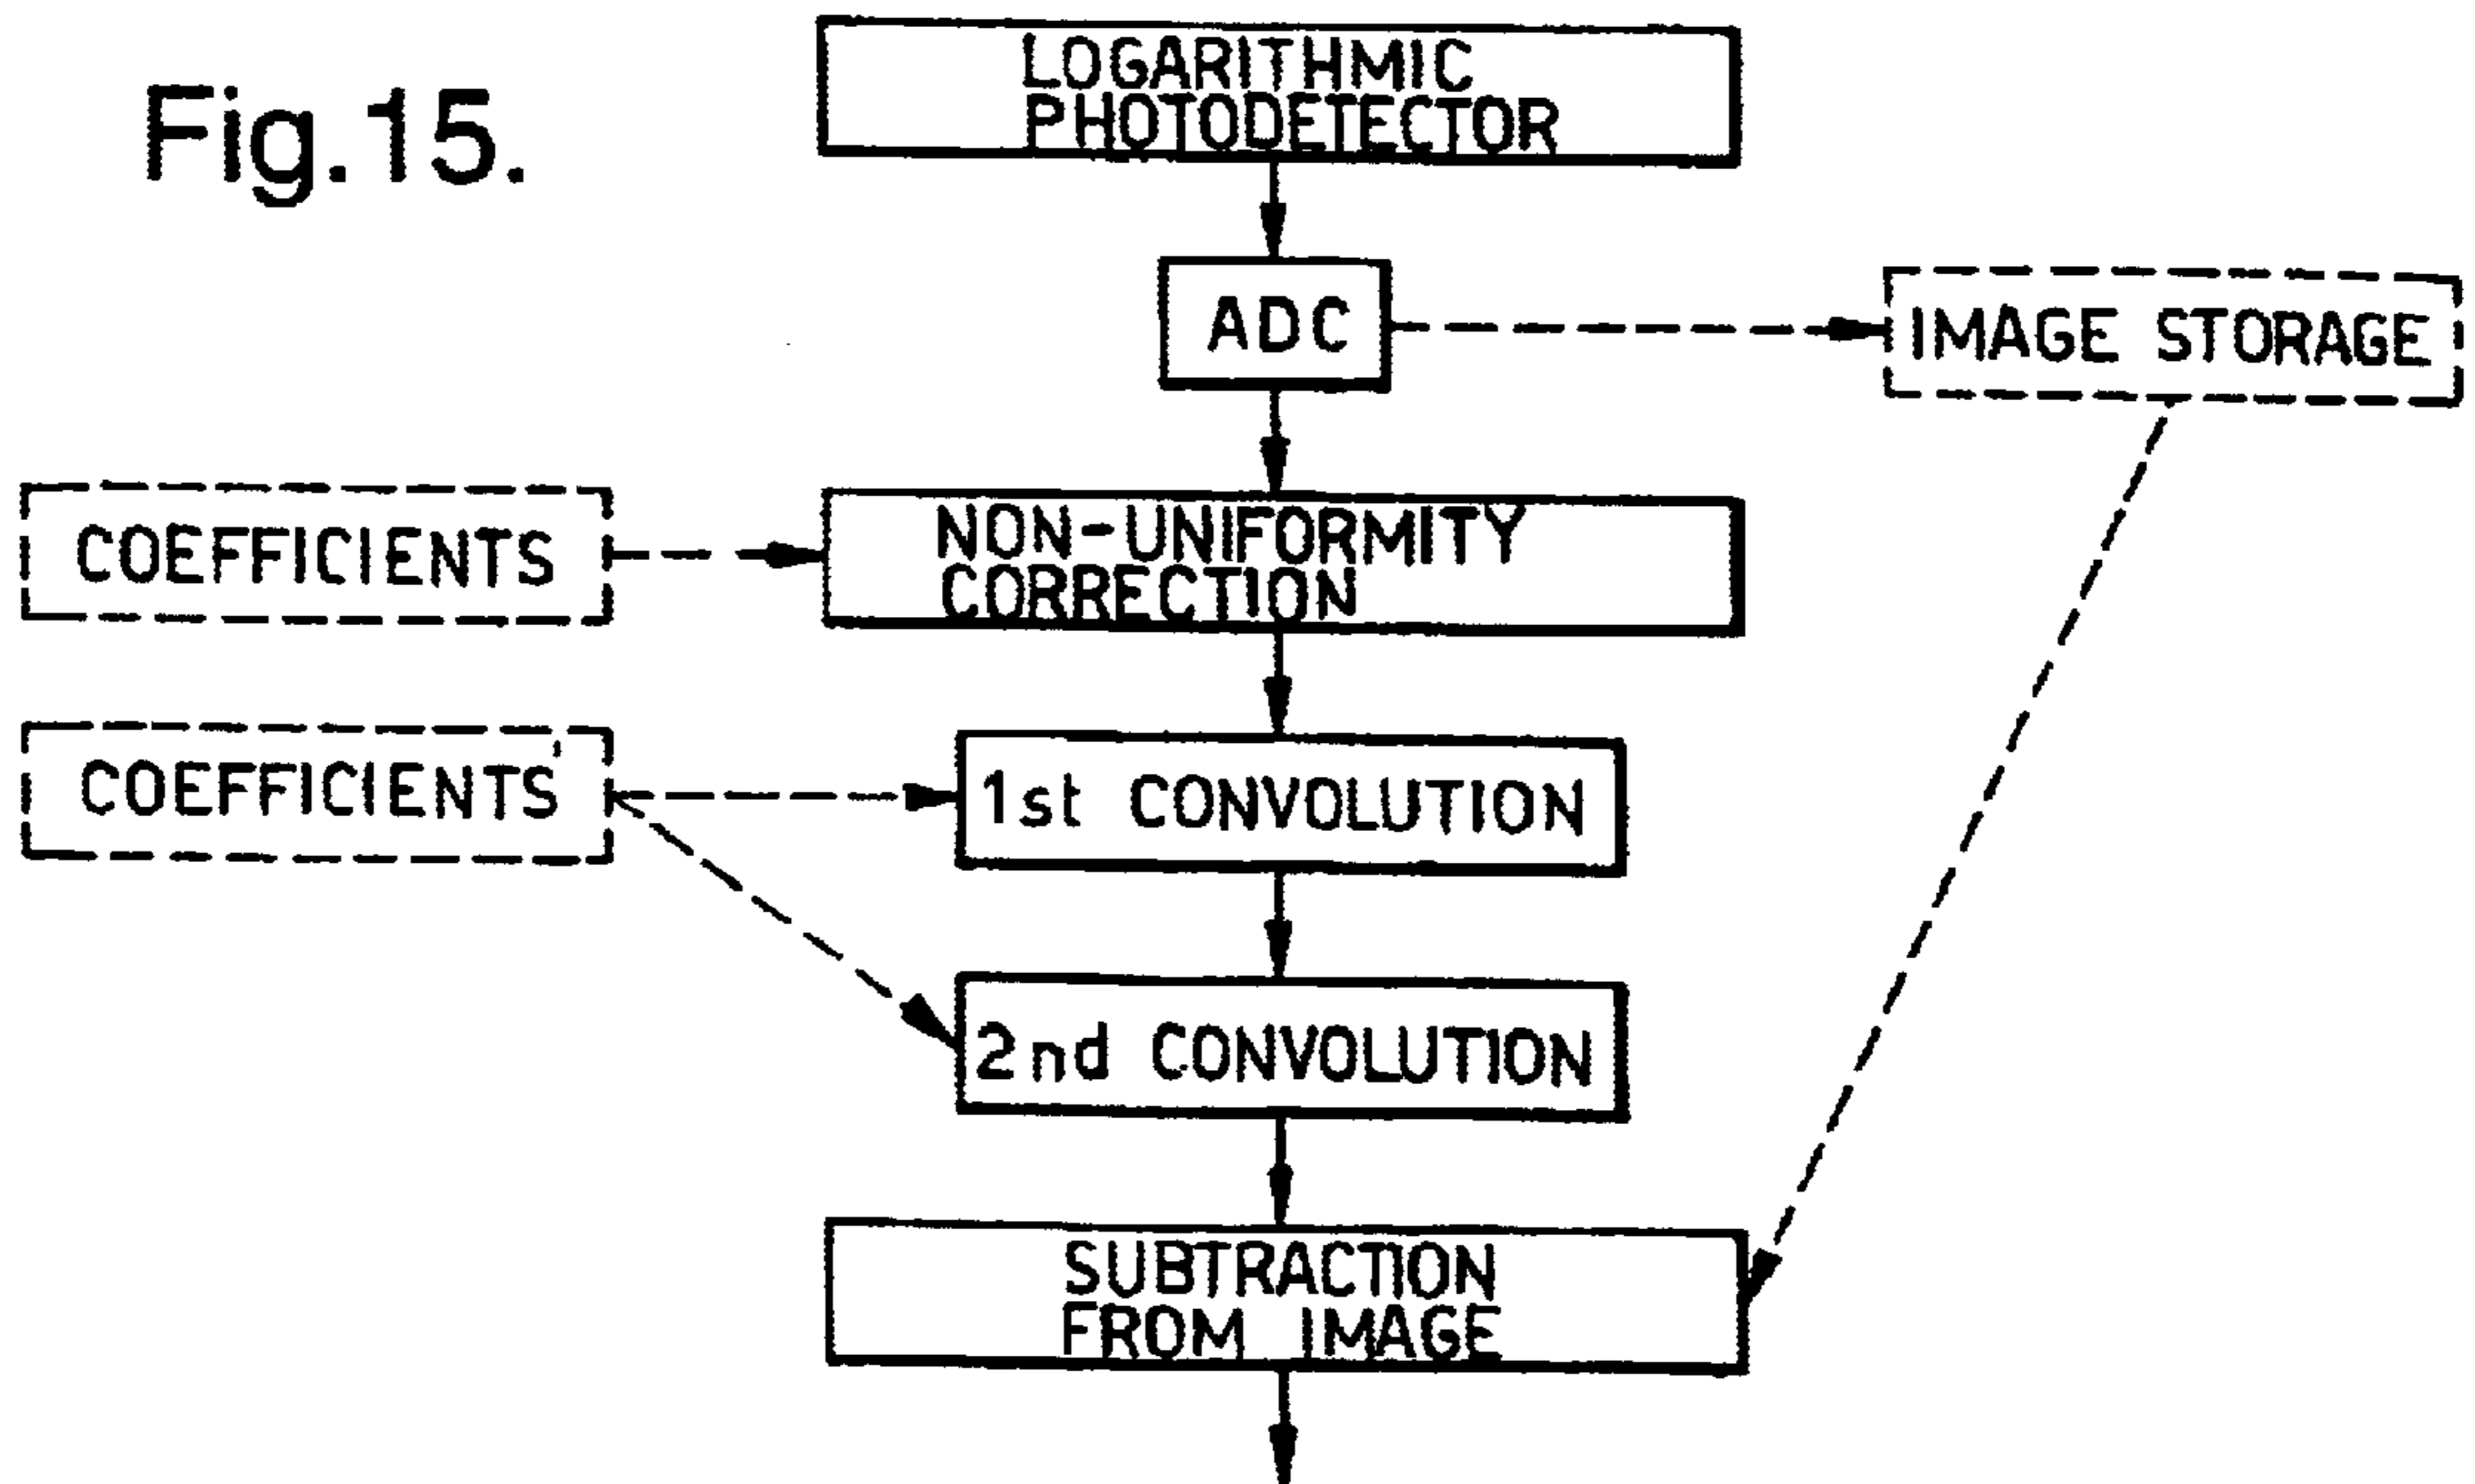 Fig.15.
LOGARITHMIC
PHOTODETECTOR
ADC
IMAGE STORAGE
COEFFICIENTS
NON-UNIFORMITY
CORRECTION
COEFFICIENTS'
1st CONVOLUTION
2nd CONVOLUTION
SUBTRACTION
FROM IMAGE